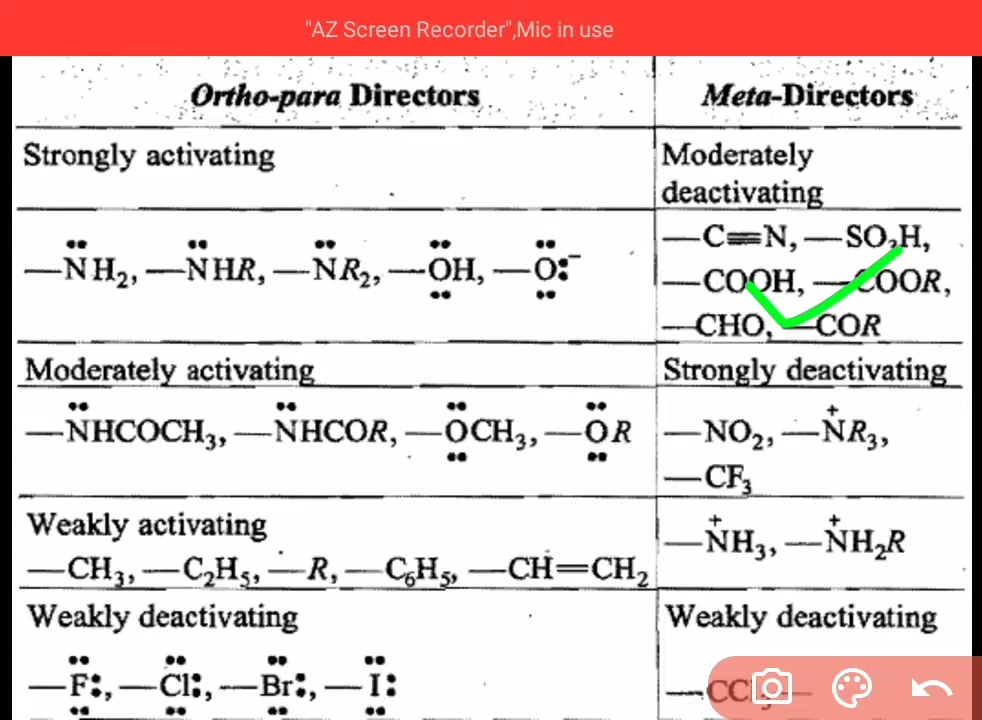 "AZ Screen Recorder",Mic in use
Ortho-para Directors
Meta-Directors
Strongly activating
Moderately
deactivating
—N̈H₂, —N̈HR, —N̈R₂, —ÖH, —Ö:⁻
—C≡N, —SO₃H,
—COOH, —COOR,
—CHO, —COR
Moderately activating
Strongly deactivating
—N̈HCOCH₃, —N̈HCOR, —ÖCH₃, —ÖR
—NO₂, —N⁺R₃,
—CF₃
Weakly activating
—CH₃, —C₂H₅, —R, —C₆H₅, —CH=CH₂
—N⁺H₃, —N⁺H₂R
Weakly deactivating
Weakly deactivating
—F̈:, —C̈l:, —B̈r:, —Ï: